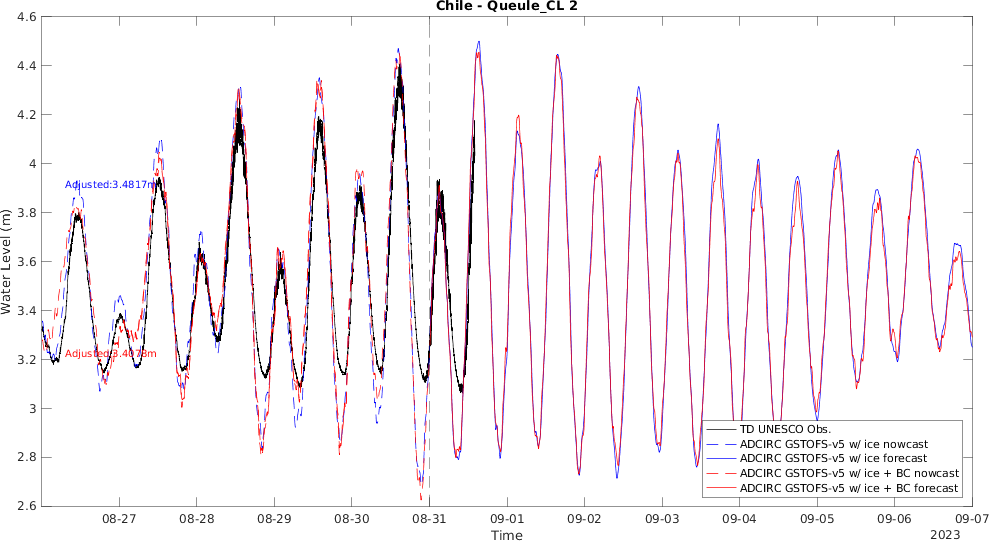 Chile - Queule_CL 2
4.6
4.4
4.2
4
3.8
3.6
3.4
3.2
3
2.8
2.6
Water Level (m)
Adjusted:3.4817m
Adjusted:3.4078m
TD UNESCO Obs.
ADCIRC GSTOFS-v5 w/ ice nowcast
ADCIRC GSTOFS-v5 w/ ice forecast
ADCIRC GSTOFS-v5 w/ ice + BC nowcast
ADCIRC GSTOFS-v5 w/ ice + BC forecast
08-27 08-28 08-29 08-30 08-31 09-01 09-02 09-03 09-04 09-05 09-06 09-07
Time
2023